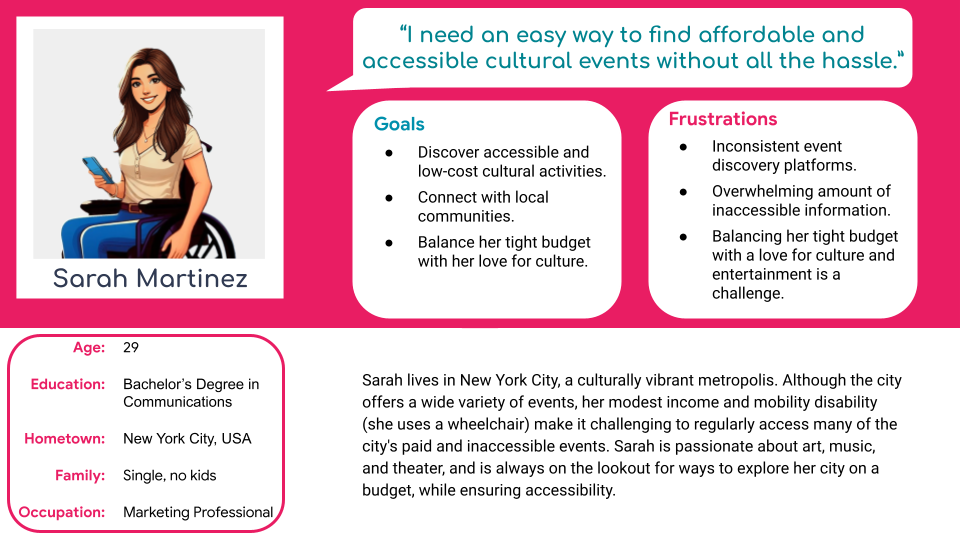 “I need an easy way to find affordable and
accessible cultural events without all the hassle.”
Sarah Martinez
Goals
● Discover accessible and
low-cost cultural activities.
● Connect with local
communities.
● Balance her tight budget
with her love for culture.
Frustrations
● Inconsistent event
discovery platforms.
● Overwhelming amount of
inaccessible information.
● Balancing her tight budget
with a love for culture and
entertainment is a
challenge.
Age: 29
Education: Bachelor’s Degree in
Communications
Hometown: New York City, USA
Family: Single, no kids
Occupation: Marketing Professional
Sarah lives in New York City, a culturally vibrant metropolis. Although the city
offers a wide variety of events, her modest income and mobility disability
(she uses a wheelchair) make it challenging to regularly access many of the
city's paid and inaccessible events. Sarah is passionate about art, music,
and theater, and is always on the lookout for ways to explore her city on a
budget, while ensuring accessibility.